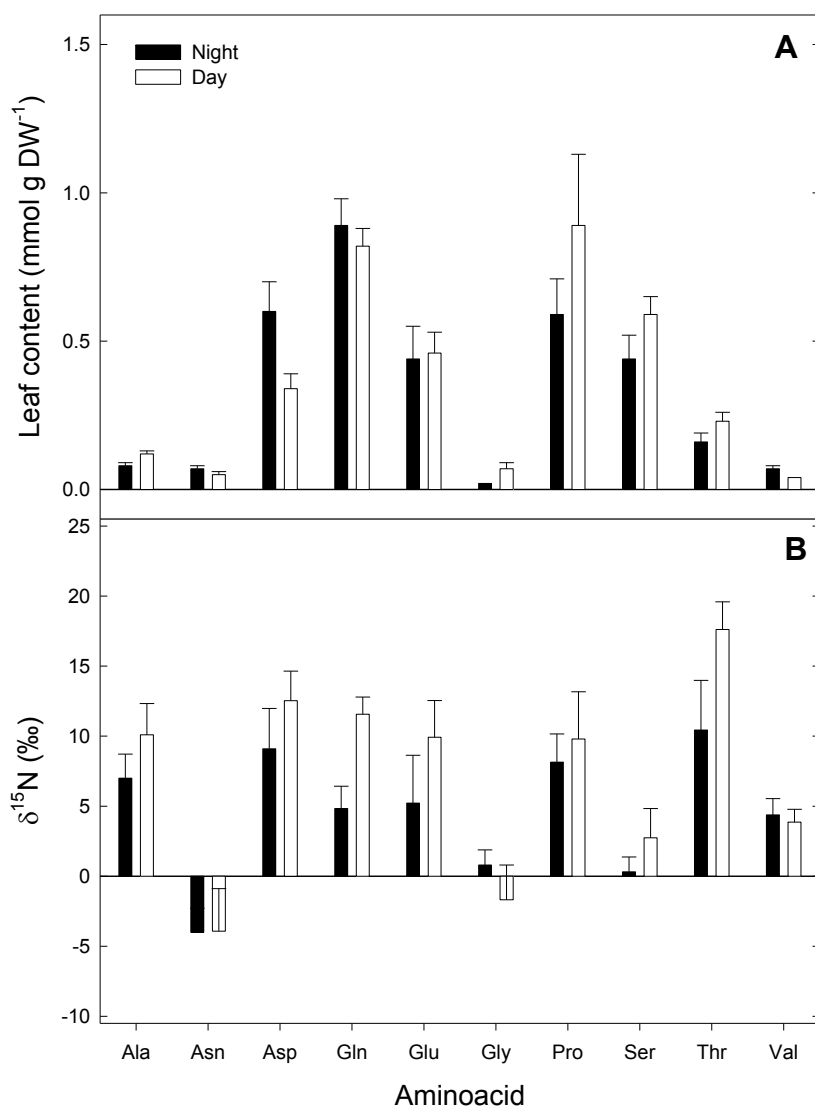 1.5
A
Night
Day
1.0
0.5
0.0
Leaf content (mmol g DW⁻¹)
25
B
20
15
10
5
0
-5
-10
δ¹⁵N (‰)
Ala Asn Asp Gln Glu Gly Pro Ser Thr Val
Aminoacid